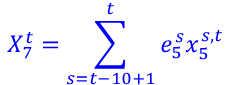 $X_7^t = \sum_{s=t-10+1}^{t} e_5^s x_5^{s,t}$